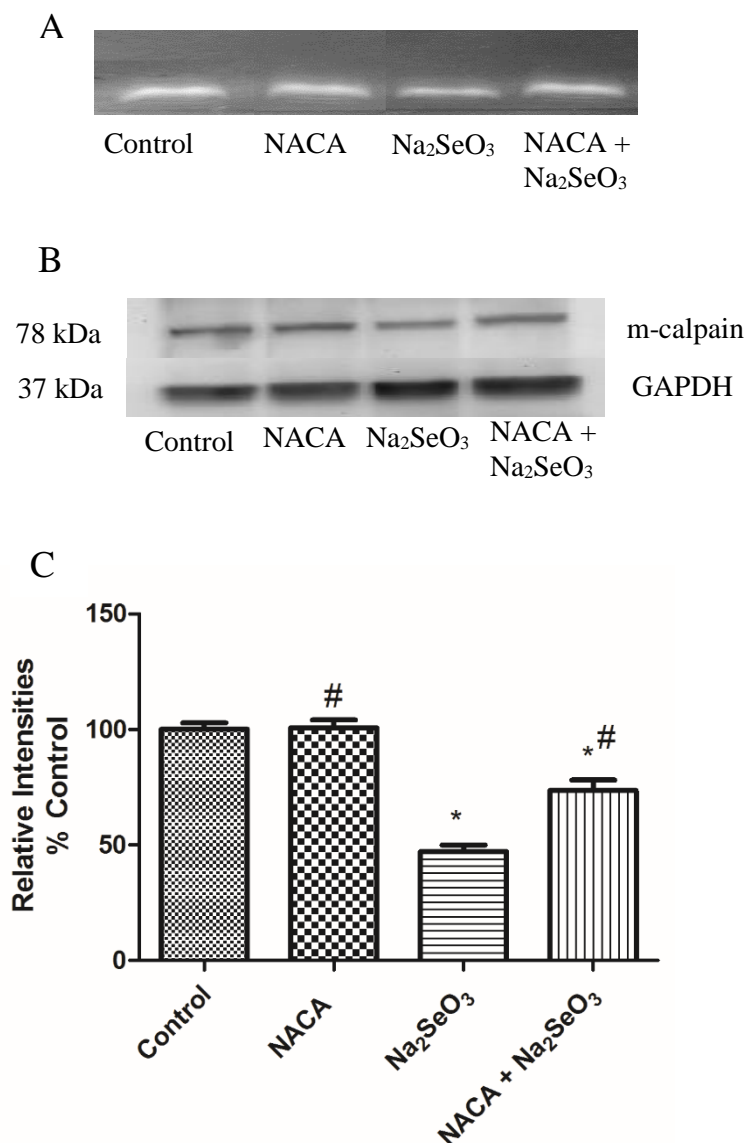 A
Control NACA Na₂SeO₃ NACA +
Na₂SeO₃
B
78 kDa m-calpain
37 kDa GAPDH
Control NACA Na₂SeO₃ NACA +
Na₂SeO₃
C
150
100
50
0
Relative Intensities
% Control
#
*
*#
Control
NACA
Na₂SeO₃
NACA + Na₂SeO₃